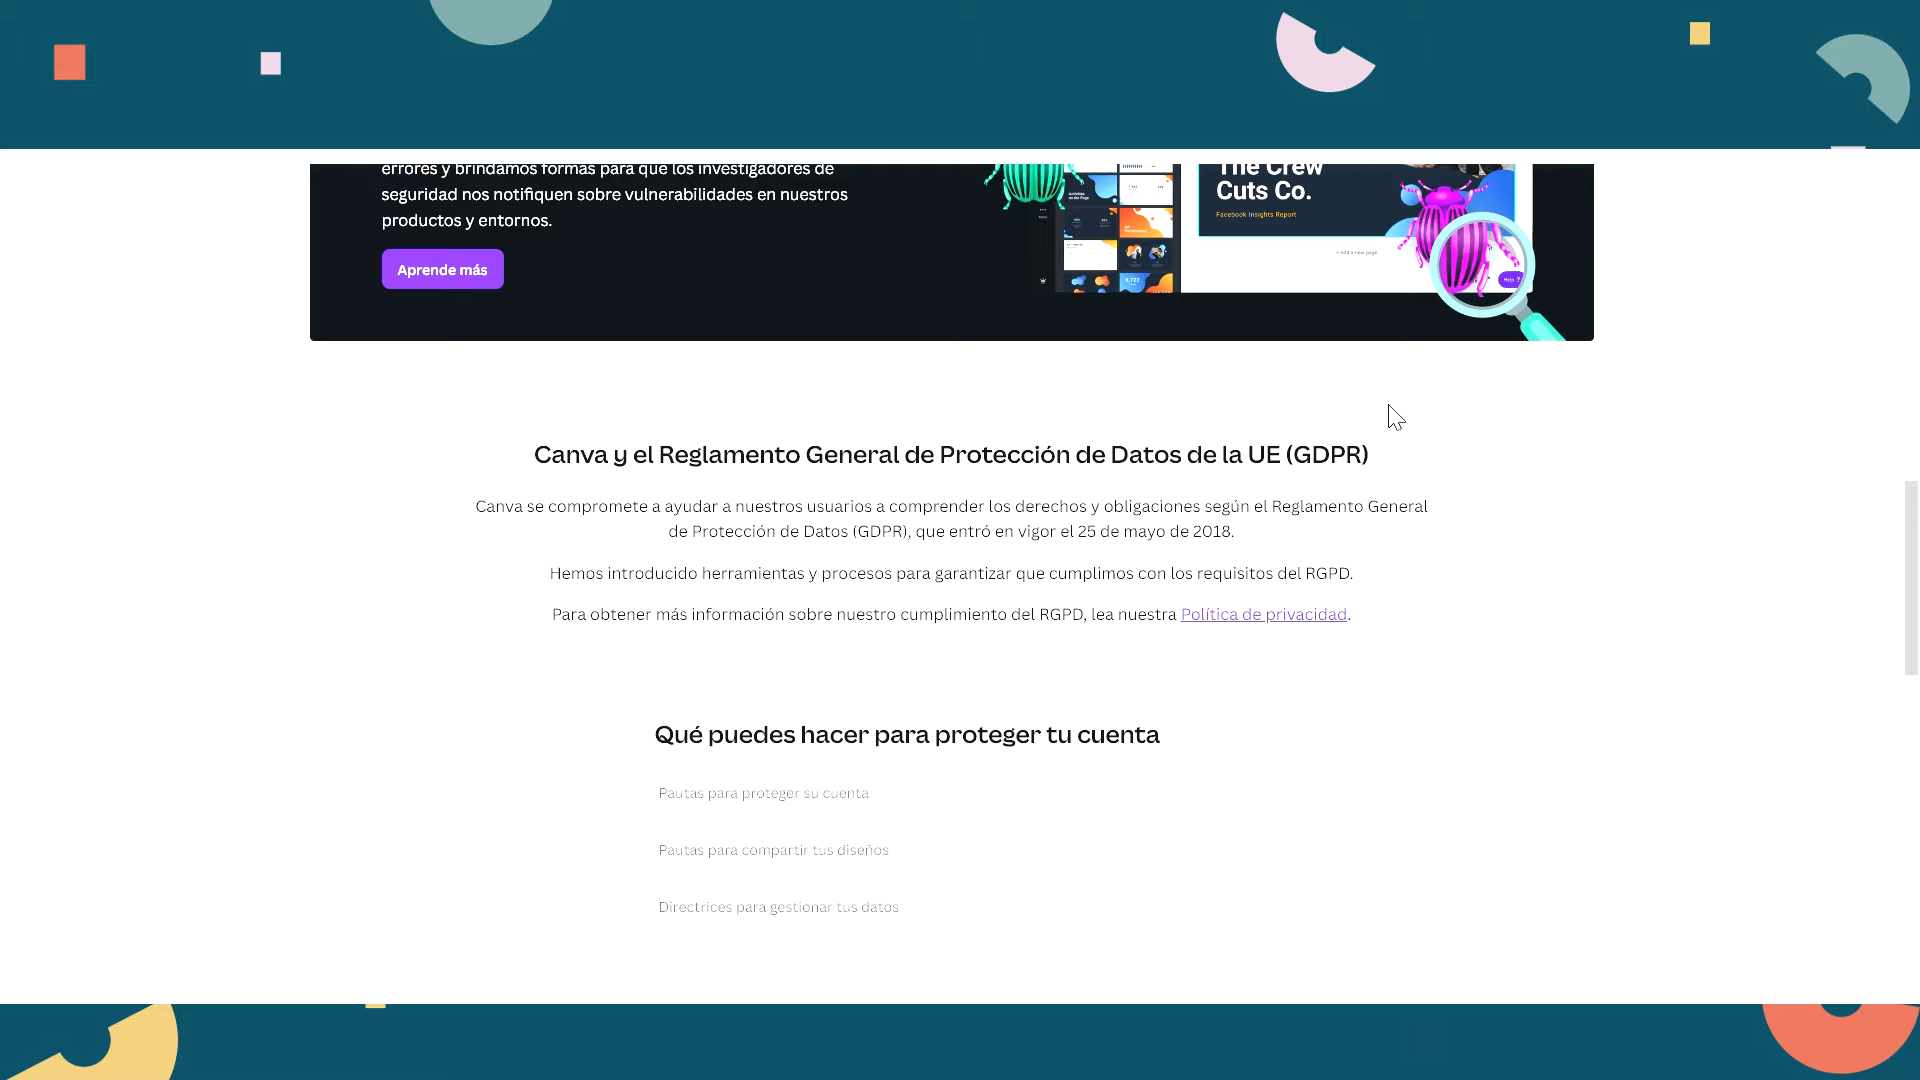 errores y brindamos formas para que los investigadores de
seguridad nos notifiquen sobre vulnerabilidades en nuestros
productos y entornos.
Aprende más
The Crew
Cuts Co.
Facebook Insights Report
+ Add a new page
Help ?
Canva y el Reglamento General de Protección de Datos de la UE (GDPR)
Canva se compromete a ayudar a nuestros usuarios a comprender los derechos y obligaciones según el Reglamento General
de Protección de Datos (GDPR), que entró en vigor el 25 de mayo de 2018.
Hemos introducido herramientas y procesos para garantizar que cumplimos con los requisitos del RGPD.
Para obtener más información sobre nuestro cumplimiento del RGPD, lea nuestra Política de privacidad.
Qué puedes hacer para proteger tu cuenta
Pautas para proteger su cuenta
Pautas para compartir tus diseños
Directrices para gestionar tus datos